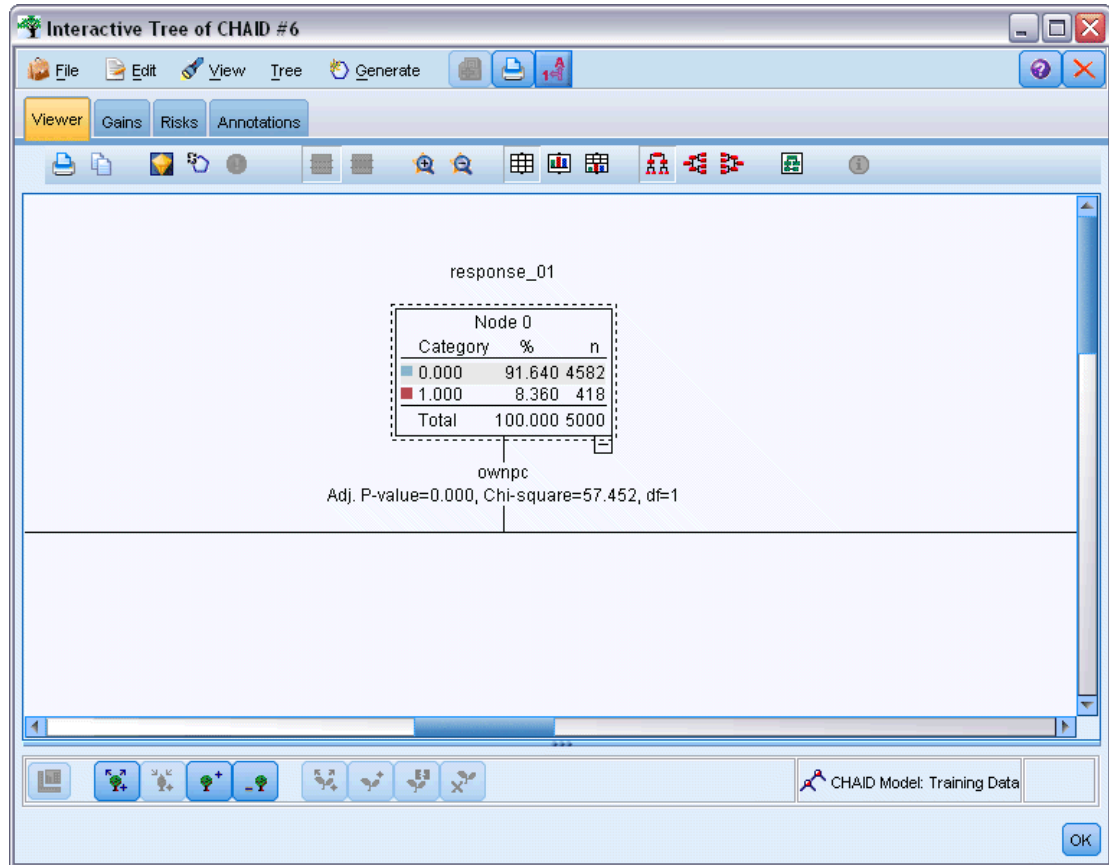 Interactive Tree of CHAID #6
File Edit View Tree Generate
Viewer Gains Risks Annotations
response_01
Node 0
Category % n
0.000 91.640 4582
1.000 8.360 418
Total 100.000 5000
ownpc
Adj. P-value=0.000, Chi-square=57.452, df=1
CHAID Model: Training Data
OK